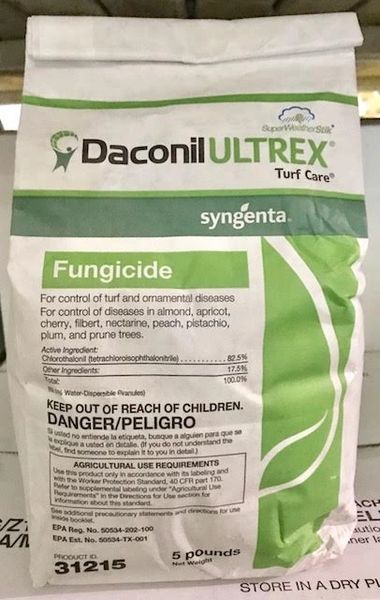 SuperWeatherStik
Daconil ULTREX®
Turf Care®
syngenta
Fungicide
For control of turf and ornamental diseases
For control of diseases in almond, apricot,
cherry, filbert, nectarine, peach, pistachio,
plum, and prune trees.
Active Ingredient:
Chlorothalonil (tetrachloroisophthalonitrile) 82.5%
Other Ingredients: 17.5%
Total: 100.0%
Water-Dispersible Granules)
KEEP OUT OF REACH OF CHILDREN.
DANGER/PELIGRO
Si usted no entiende la etiqueta, busque a alguien para que se
explique a usted en detalle. (If you do not understand the
label, find someone to explain it to you in detail.)
AGRICULTURAL USE REQUIREMENTS
Use this product only in accordance with its labeling and
with the Worker Protection Standard, 40 CFR part 170.
Refer to supplemental labeling under "Agricultural Use
Requirements" in the Directions for Use section for
information about this standard.
See additional precautionary statements and directions for use
inside booklet.
EPA Reg. No. 50534-202-100
EPA Est. No. 50534-TX-001
PRODUCT ID.
31215
5 pounds
Net Weight
STORE IN A DRY PL